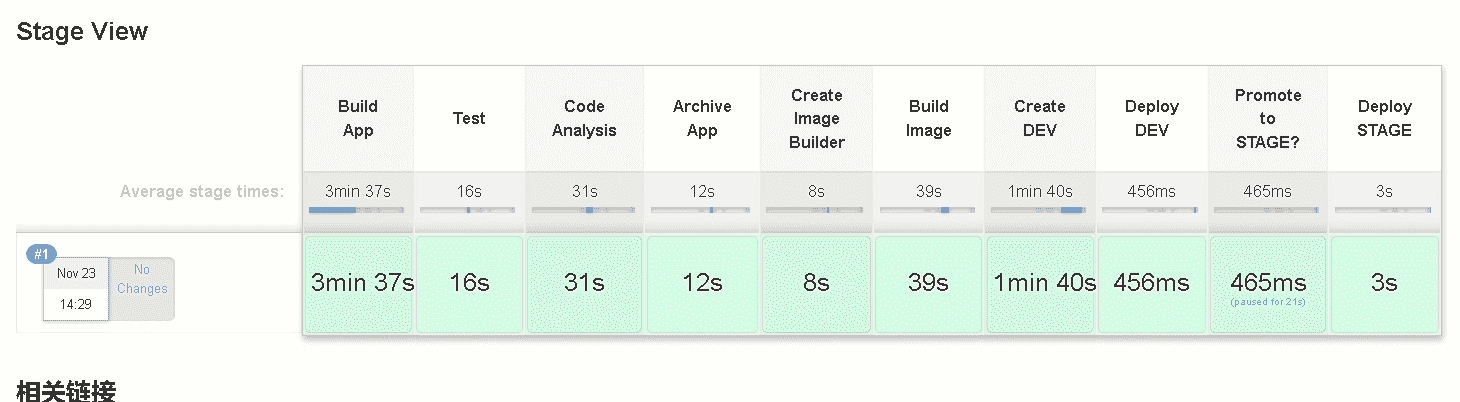 Stage View
Build App
Test
Code Analysis
Archive App
Create Image Builder
Build Image
Create DEV
Deploy DEV
Promote to STAGE?
Deploy STAGE
Average stage times:
3min 37s
16s
31s
12s
8s
39s
1min 40s
456ms
465ms
3s
#1
Nov 23
14:29
No Changes
3min 37s
16s
31s
12s
8s
39s
1min 40s
456ms
465ms
(paused for 21s)
3s
相关链接